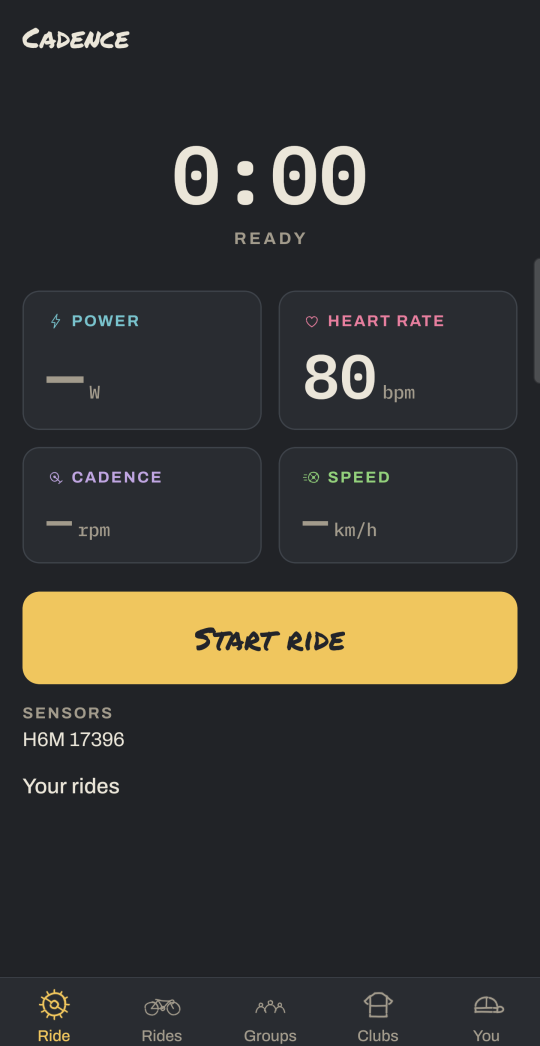 CADENCE
0:00
READY
POWER
— W
HEART RATE
80 bpm
CADENCE
— rpm
SPEED
— km/h
START RIDE
SENSORS
H6M 17396
Your rides
Ride
Rides
Groups
Clubs
You